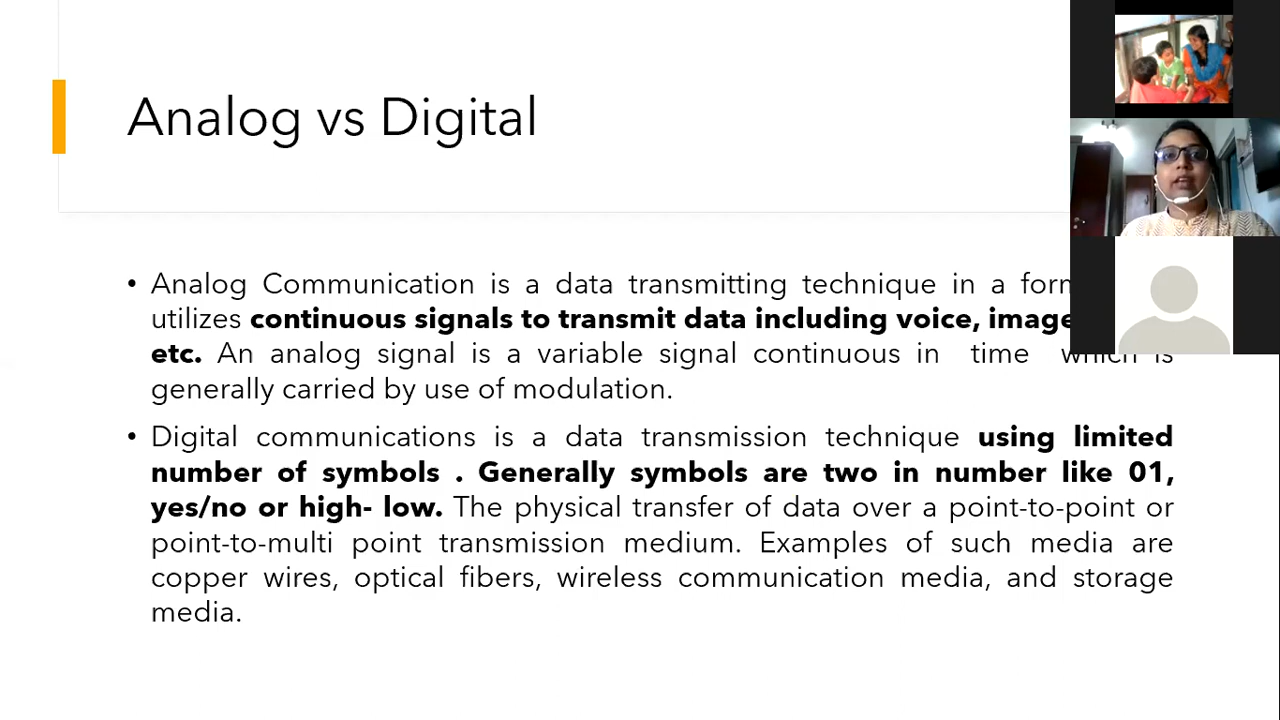 Analog vs Digital
• Analog Communication is a data transmitting technique in a
utilizes continuous signals to transmit data including voice,
etc. An analog signal is a variable signal continuous in time which is
generally carried by use of modulation.
• Digital communications is a data transmission technique using limited
number of symbols . Generally symbols are two in number like 01,
yes/no or high- low. The physical transfer of data over a point-to-point or
point-to-multi point transmission medium. Examples of such media are
copper wires, optical fibers, wireless communication media, and storage
media.